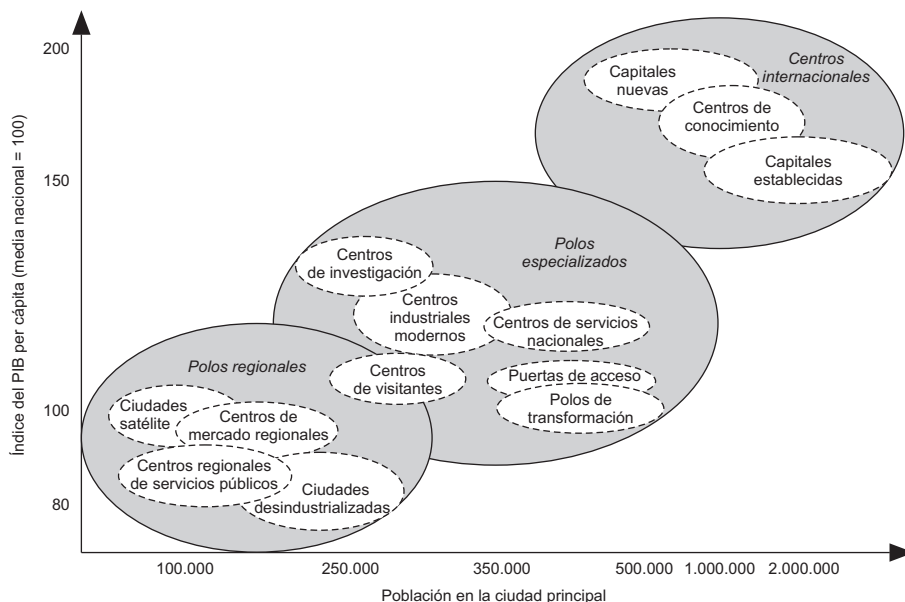 200
150
100
80
Índice del PIB per cápita (media nacional = 100)
Centros
internacionales
Capitales
nuevas
Centros de
conocimiento
Capitales
establecidas
Polos
especializados
Centros
de investigación
Centros
industriales
modernos
Centros de servicios
nacionales
Centros
de visitantes
Puertas de acceso
Polos de
transformación
Polos regionales
Ciudades
satélite
Centros de
mercado regionales
Centros regionales
de servicios públicos
Ciudades
desindustrializadas
100.000
250.000
350.000
500.000
1.000.000
2.000.000
Población en la ciudad principal